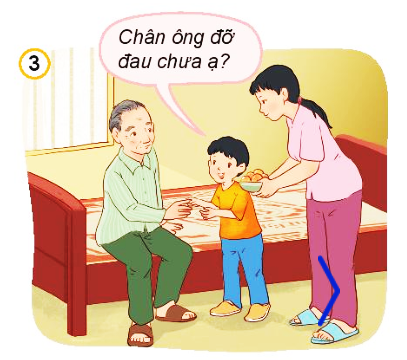 3
Chân ông đỡ
đau chưa ạ?